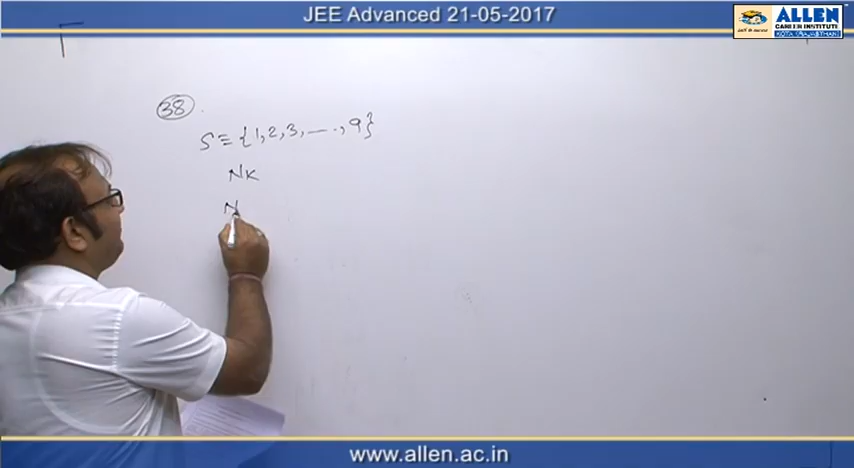 JEE Advanced 21-05-2017
ALLEN
CAREER INSTITUTE
KOTA (RAJASTHAN)
38
S ≡ {1, 2, 3, — . ., 9}
NK
N
www.allen.ac.in